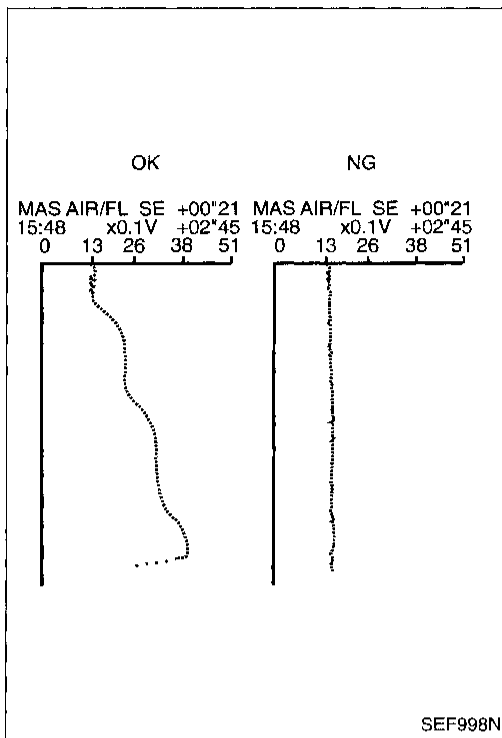 OK
MAS AIR/FL SE +00"21
15:48 x0.1V +02"45
0 13 26 38 51
NG
MAS AIR/FL SE +00"21
15:48 x0.1V +02"45
0 13 26 38 51
SEF998N